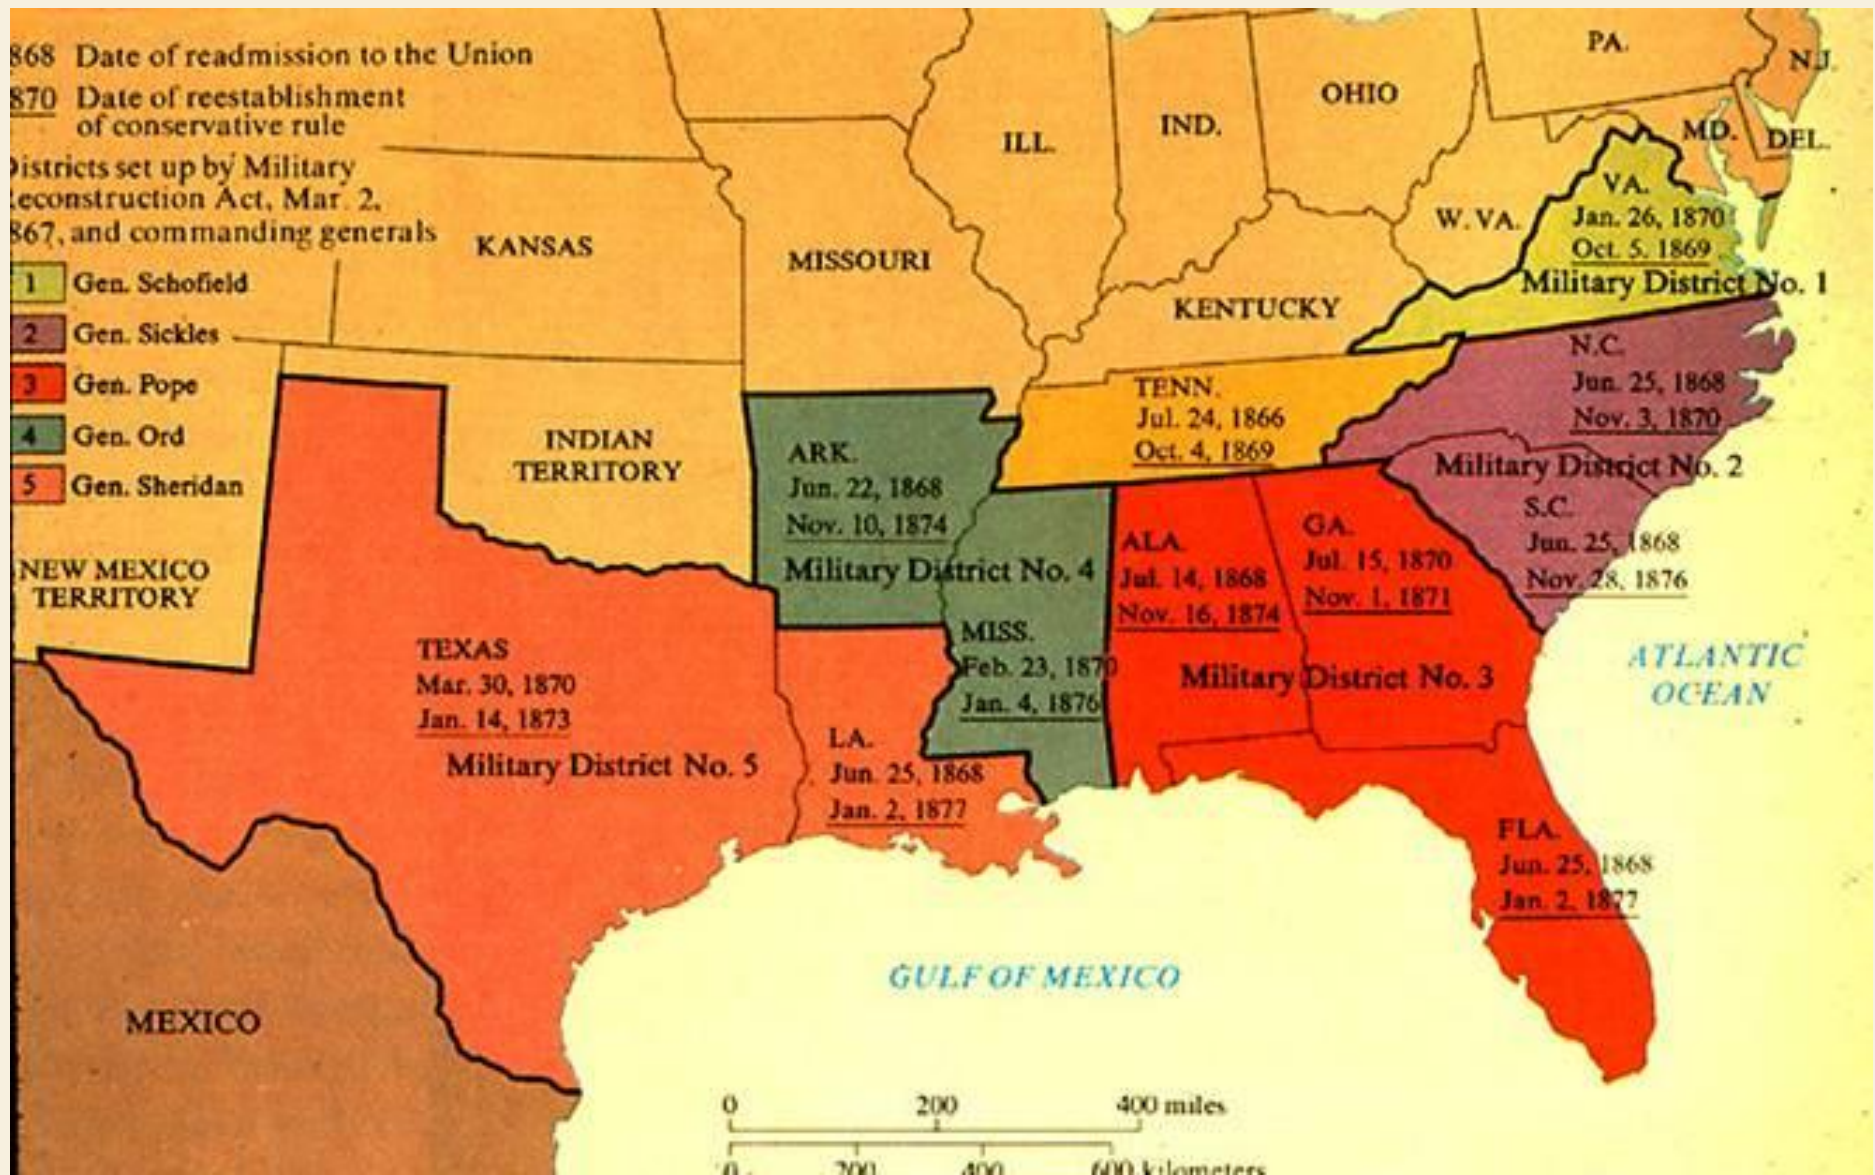 868 Date of readmission to the Union
870 Date of reestablishment
of conservative rule
istricts set up by Military
econstruction Act, Mar. 2,
867, and commanding generals
1 Gen. Schofield
2 Gen. Sickles
3 Gen. Pope
4 Gen. Ord
5 Gen. Sheridan
KANSAS
MISSOURI
ILL.
IND.
OHIO
PA.
N.J.
MD.
DEL.
W.VA.
KENTUCKY
VA.
Jan. 26, 1870
Oct. 5, 1869
Military District No. 1
N.C.
Jun. 25, 1868
Nov. 3, 1870
Military District No. 2
S.C.
Jun. 25, 1868
Nov. 28, 1876
TENN.
Jul. 24, 1866
Oct. 4, 1869
INDIAN
TERRITORY
ARK.
Jun. 22, 1868
Nov. 10, 1874
Military District No. 4
MISS.
Feb. 23, 1870
Jan. 4, 1876
ALA.
Jul. 14, 1868
Nov. 16, 1874
GA.
Jul. 15, 1870
Nov. 1, 1871
Military District No. 3
NEW MEXICO
TERRITORY
TEXAS
Mar. 30, 1870
Jan. 14, 1873
Military District No. 5
LA.
Jun. 25, 1868
Jan. 2, 1877
FLA.
Jun. 25, 1868
Jan. 2, 1877
ATLANTIC
OCEAN
GULF OF MEXICO
MEXICO
0 200 400 miles
0 200 400 600 kilometers